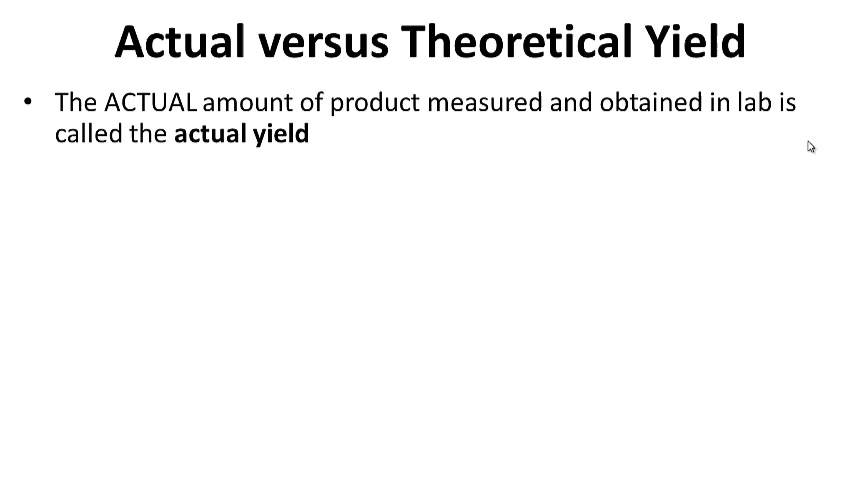 Actual versus Theoretical Yield
• The ACTUAL amount of product measured and obtained in lab is
called the actual yield